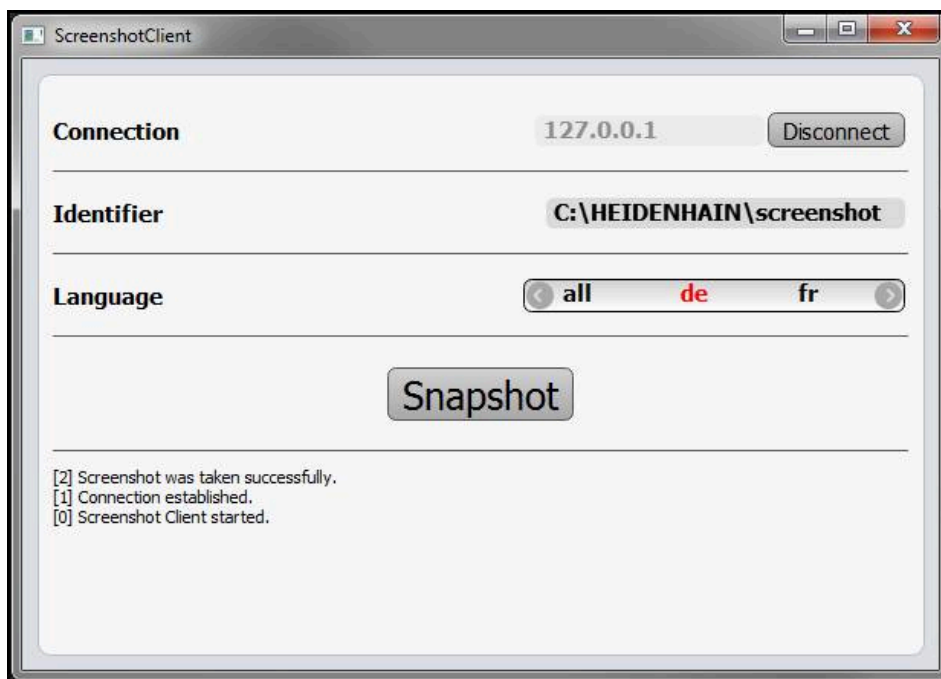 ScreenshotClient
Connection 127.0.0.1 Disconnect
Identifier C:\HEIDENHAIN\screenshot
Language all de fr
Snapshot
[2] Screenshot was taken successfully.
[1] Connection established.
[0] Screenshot Client started.